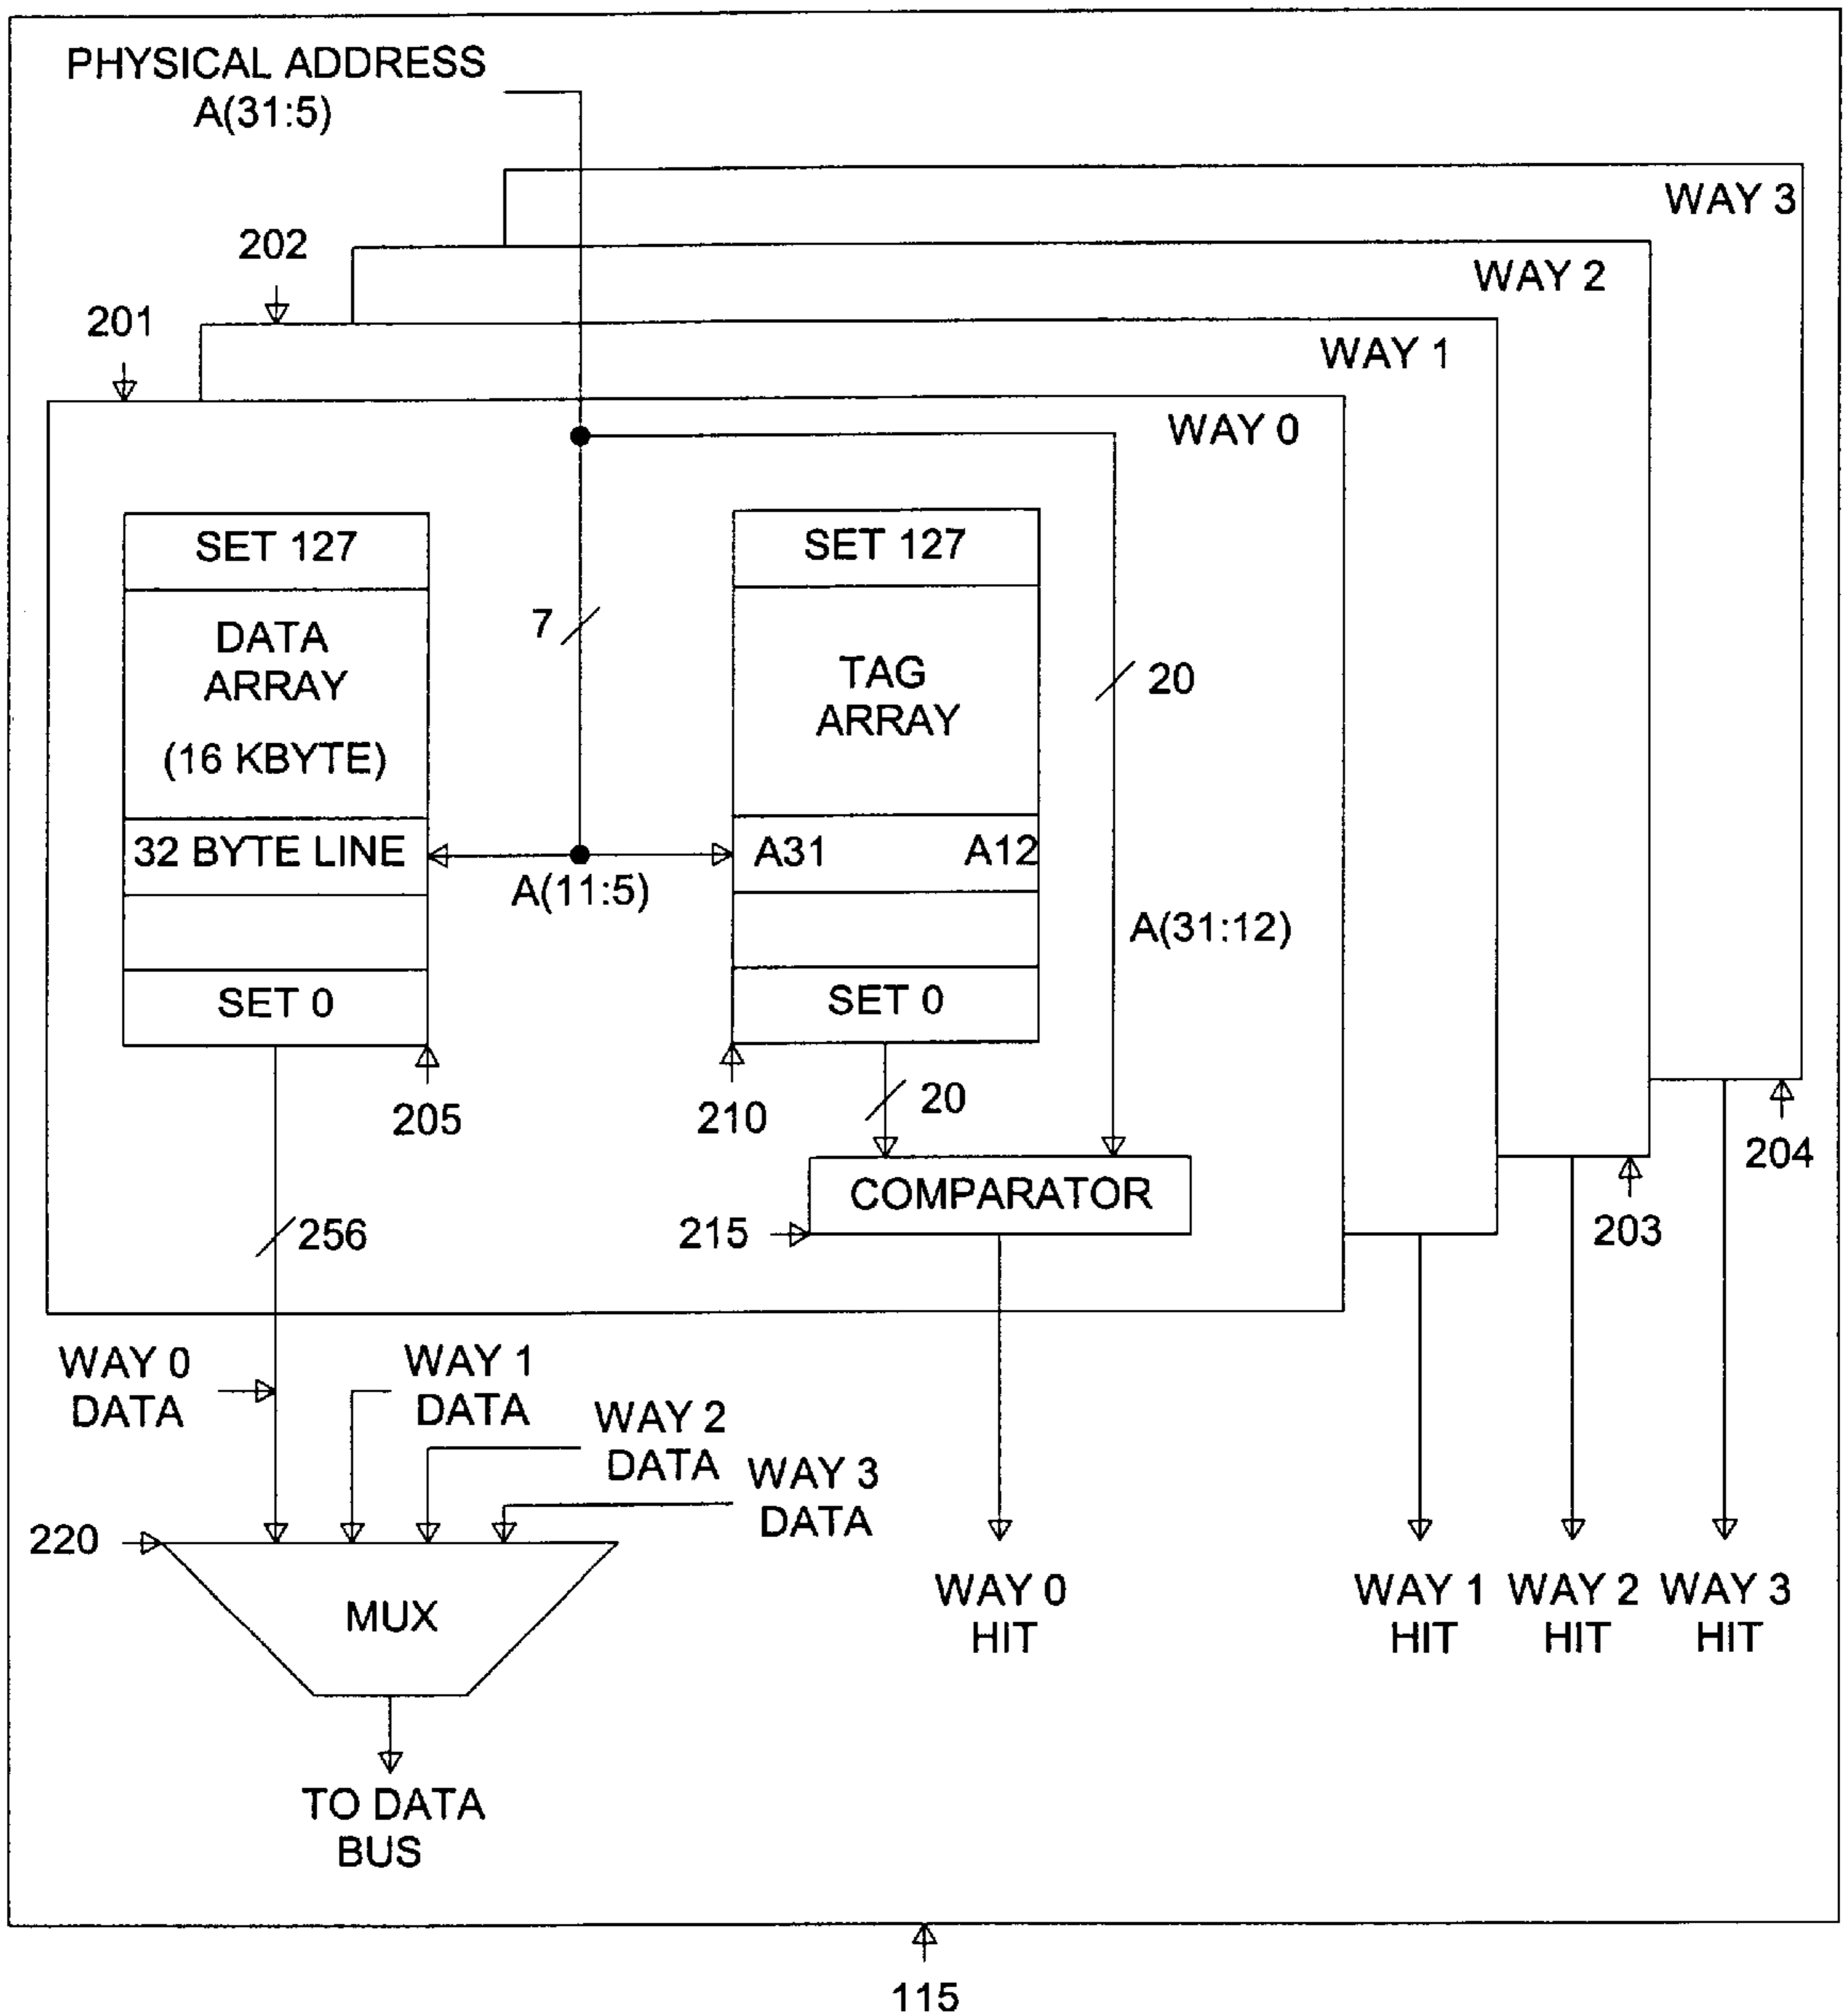 PHYSICAL ADDRESS
A(31:5)
WAY 3
202
WAY 2
201
WAY 1
WAY 0
SET 127
SET 127
7
DATA
ARRAY
(16 KBYTE)
TAG
ARRAY
20
32 BYTE LINE
A31 A12
A(11:5)
A(31:12)
SET 0
SET 0
205
210
20
204
COMPARATOR
203
256
215
WAY 0
DATA
WAY 1
DATA
WAY 2
DATA
WAY 3
DATA
220
MUX
WAY 0
HIT
WAY 1
HIT
WAY 2
HIT
WAY 3
HIT
TO DATA
BUS
115